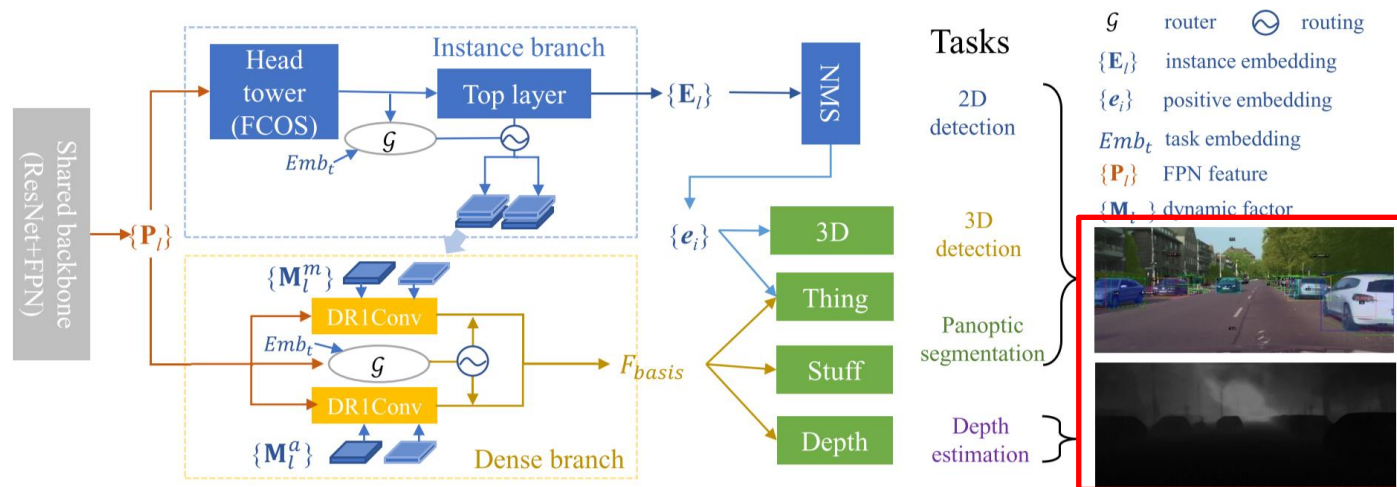 Shared backbone
(ResNet+FPN)
{P_l}
Instance branch
Head
tower
(FCOS)
Top layer
𝒢
Emb_t
{E_l}
NMS
{M_l^m}
DR1Conv
Emb_t
𝒢
DR1Conv
{M_l^a}
Dense branch
F_basis
{e_i}
3D
Thing
Stuff
Depth
Tasks
2D
detection
3D
detection
Panoptic
segmentation
Depth
estimation
𝒢 router routing
{E_l} instance embedding
{e_i} positive embedding
Emb_t task embedding
{P_l} FPN feature
{M_t } dynamic factor